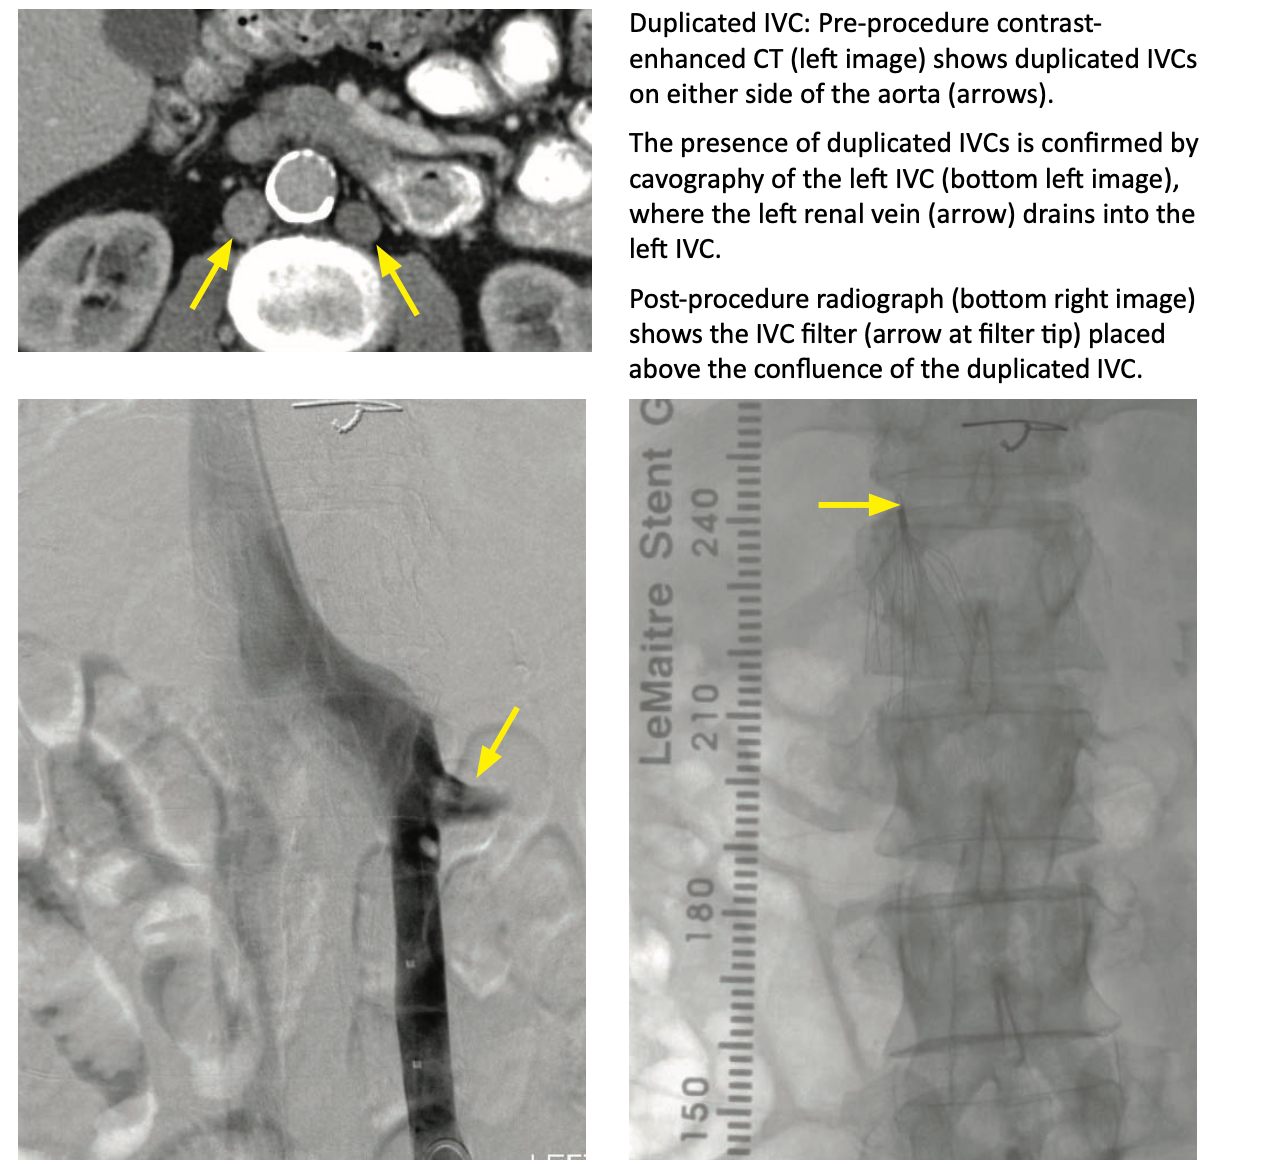 Duplicated IVC: Pre-procedure contrast-
enhanced CT (left image) shows duplicated IVCs
on either side of the aorta (arrows).
The presence of duplicated IVCs is confirmed by
cavography of the left IVC (bottom left image),
where the left renal vein (arrow) drains into the
left IVC.
Post-procedure radiograph (bottom right image)
shows the IVC filter (arrow at filter tip) placed
above the confluence of the duplicated IVC.
LeMaitre Stent G
240
210
180
150